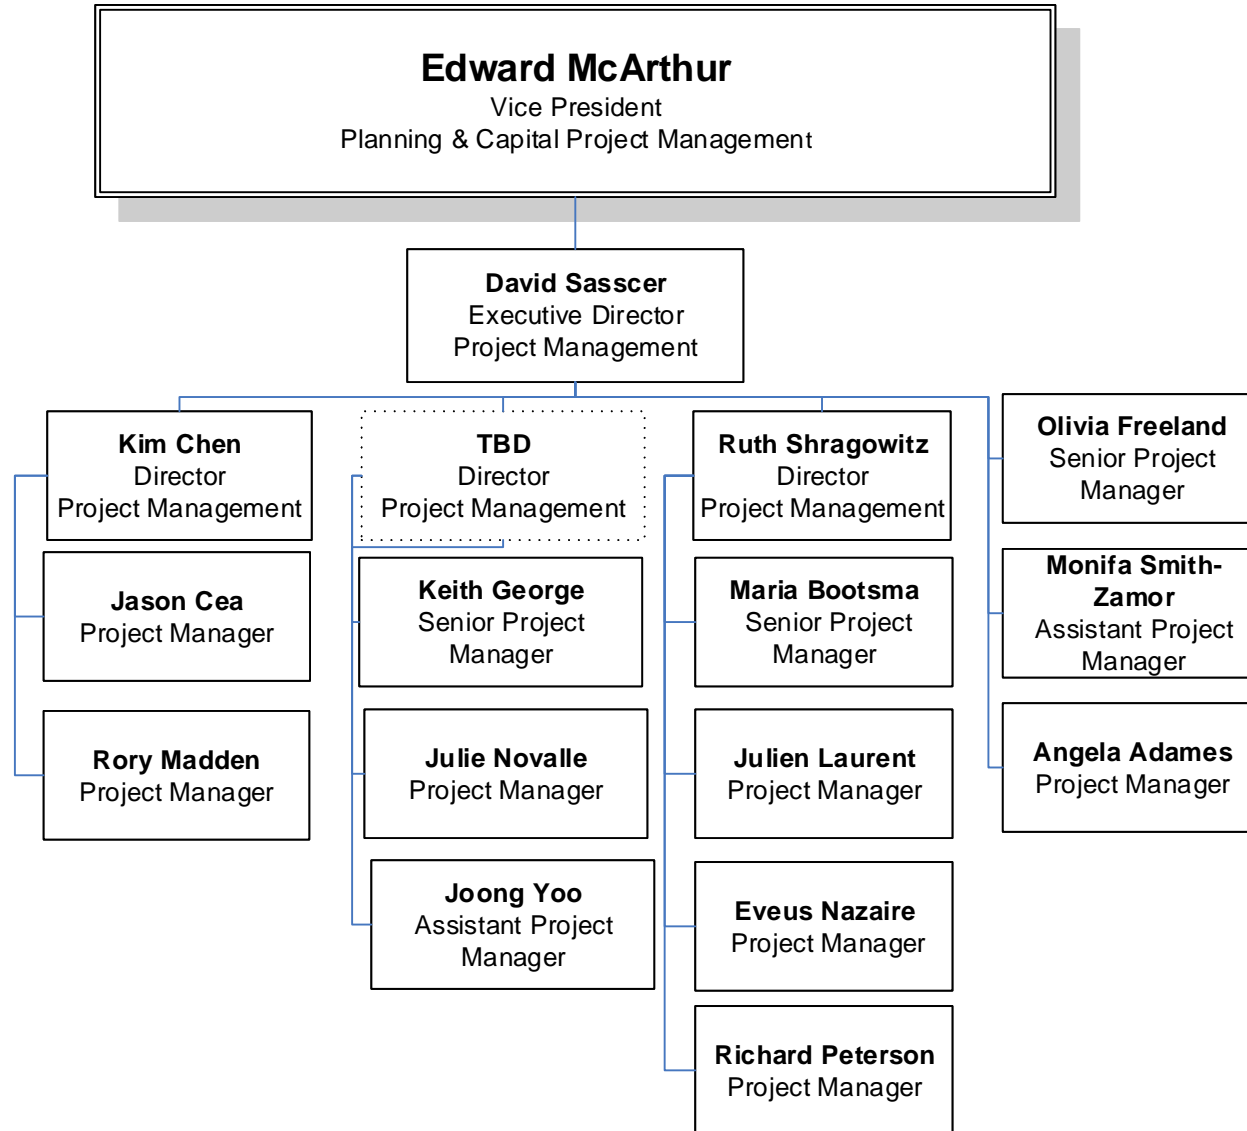 Edward McArthur
Vice President
Planning & Capital Project Management
David Sasscer
Executive Director
Project Management
Kim Chen
Director
Project Management
Jason Cea
Project Manager
Rory Madden
Project Manager
TBD
Director
Project Management
Keith George
Senior Project
Manager
Julie Novalle
Project Manager
Joong Yoo
Assistant Project
Manager
Ruth Shragowitz
Director
Project Management
Maria Bootsma
Senior Project
Manager
Julien Laurent
Project Manager
Eveus Nazaire
Project Manager
Richard Peterson
Project Manager
Olivia Freeland
Senior Project
Manager
Monifa Smith-
Zamor
Assistant Project
Manager
Angela Adames
Project Manager